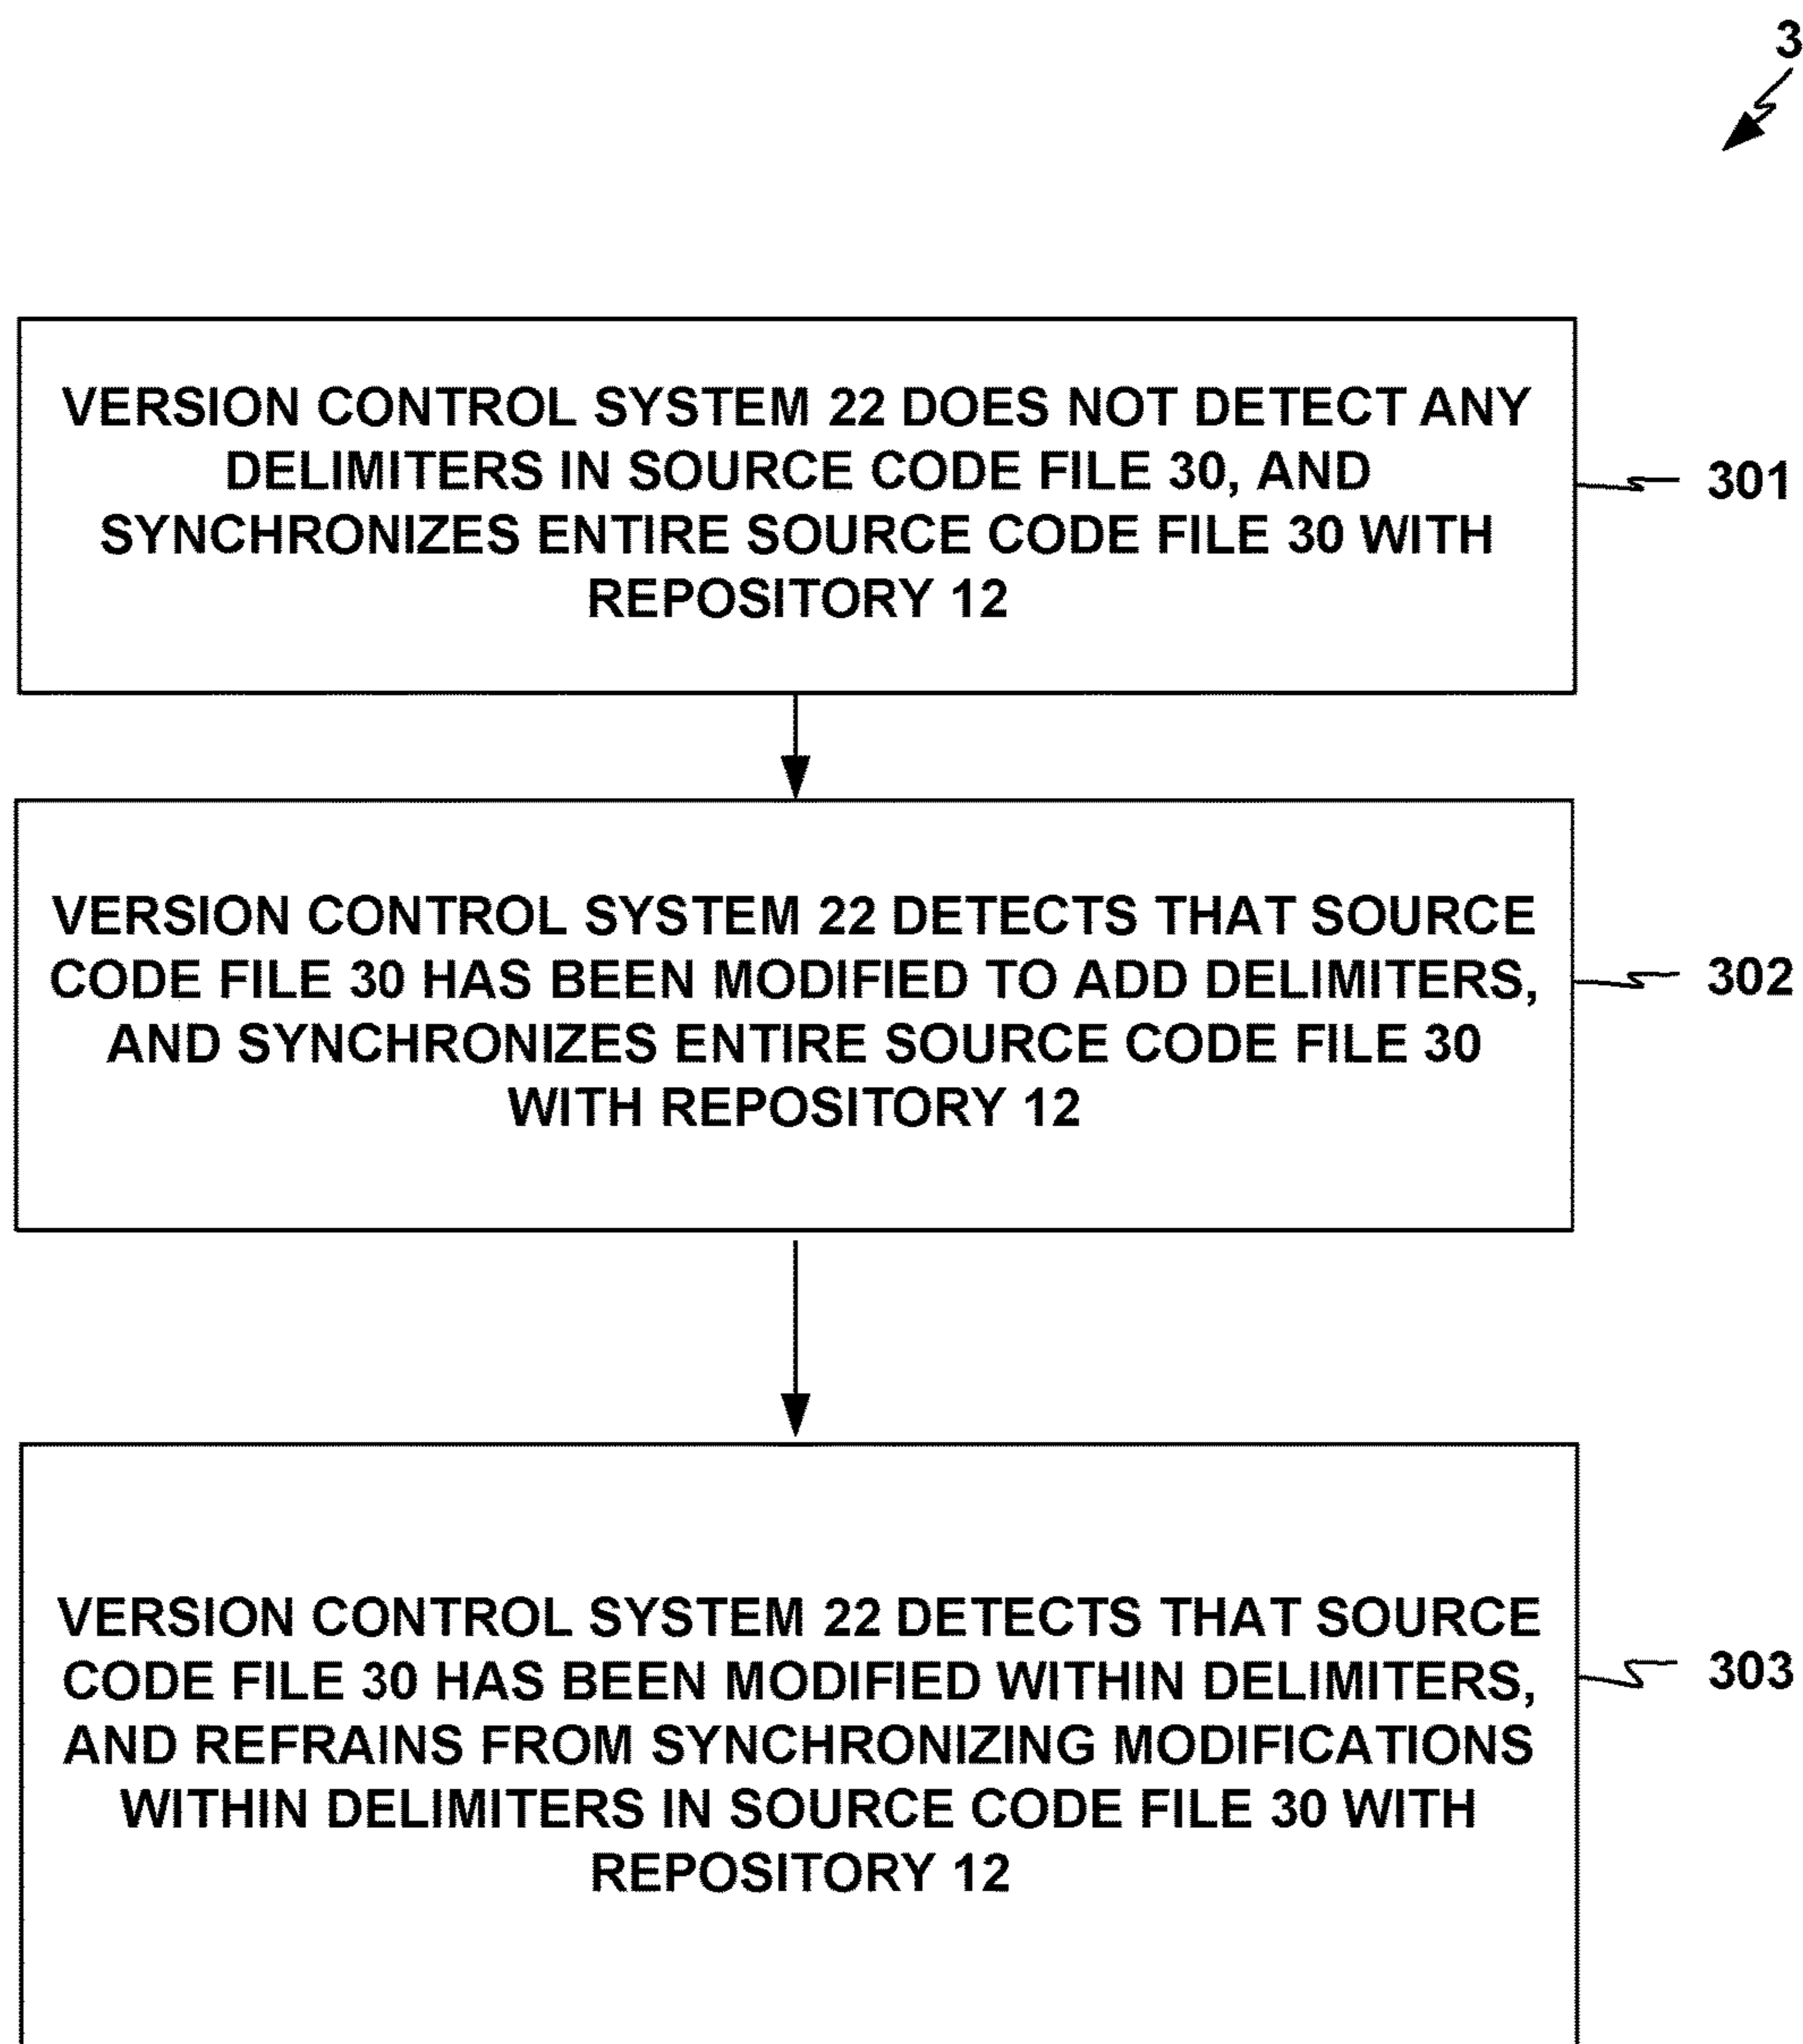 3
VERSION CONTROL SYSTEM 22 DOES NOT DETECT ANY
DELIMITERS IN SOURCE CODE FILE 30, AND
SYNCHRONIZES ENTIRE SOURCE CODE FILE 30 WITH
REPOSITORY 12
301
VERSION CONTROL SYSTEM 22 DETECTS THAT SOURCE
CODE FILE 30 HAS BEEN MODIFIED TO ADD DELIMITERS,
AND SYNCHRONIZES ENTIRE SOURCE CODE FILE 30
WITH REPOSITORY 12
302
VERSION CONTROL SYSTEM 22 DETECTS THAT SOURCE
CODE FILE 30 HAS BEEN MODIFIED WITHIN DELIMITERS,
AND REFRAINS FROM SYNCHRONIZING MODIFICATIONS
WITHIN DELIMITERS IN SOURCE CODE FILE 30 WITH
REPOSITORY 12
303